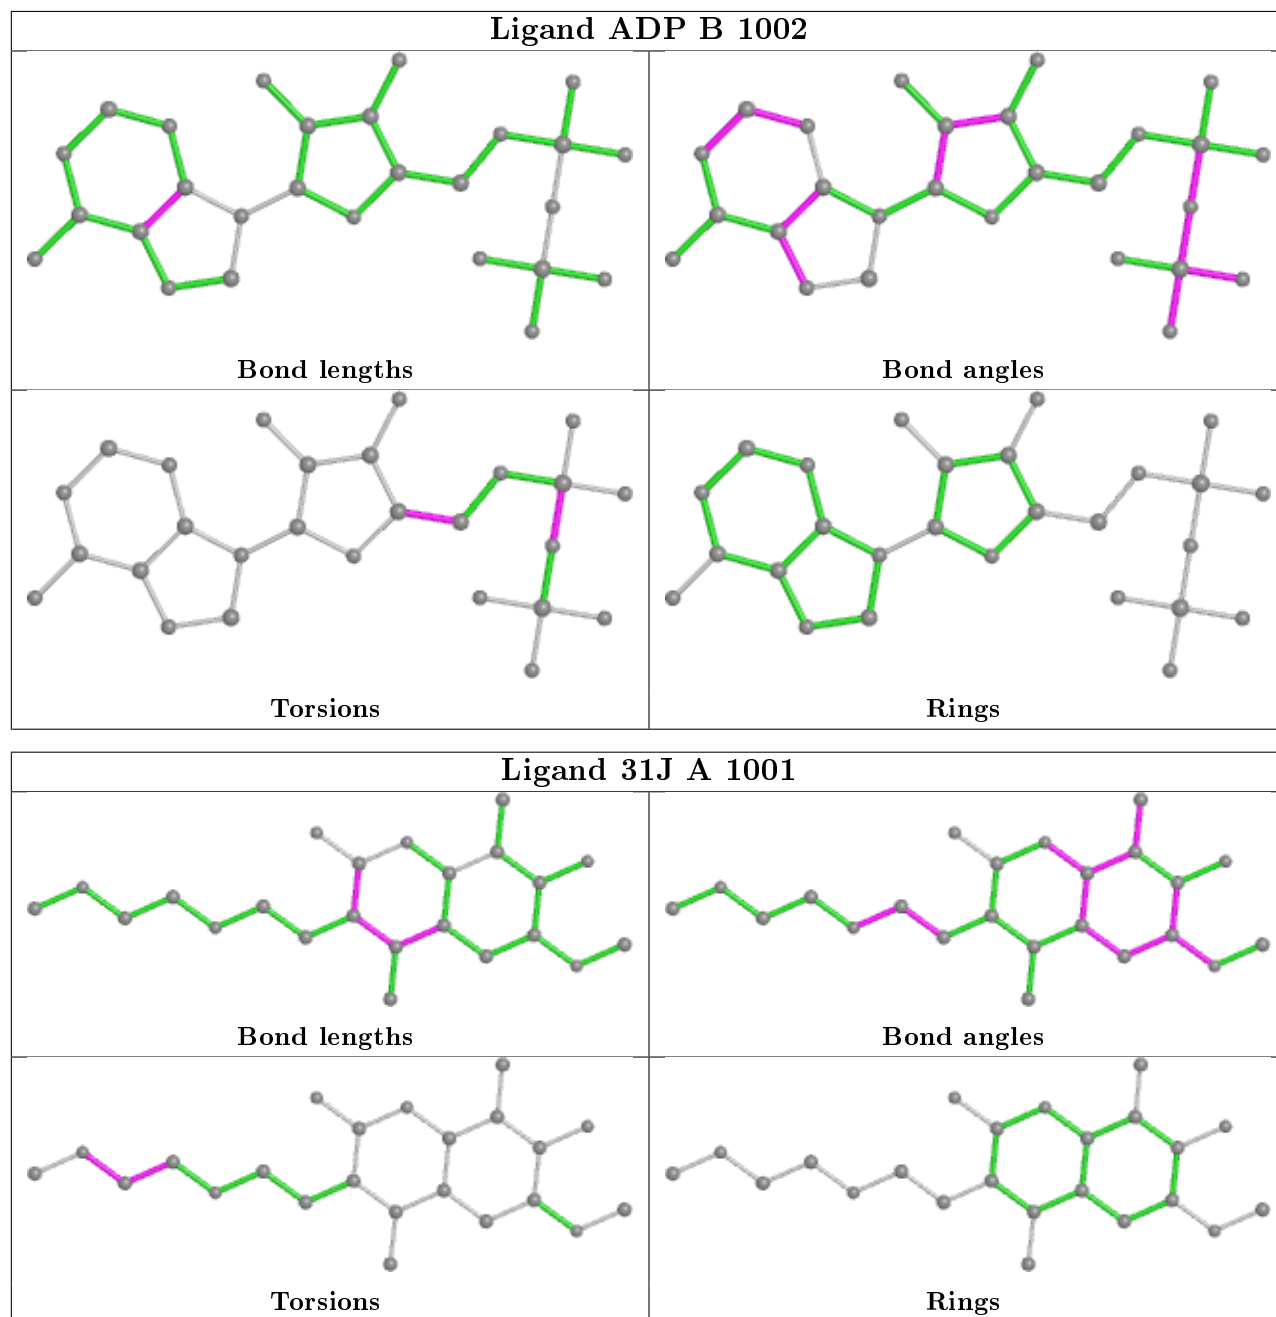 Ligand ADP B 1002
Bond lengths
Bond angles
Torsions
Rings
Ligand 31J A 1001
Bond lengths
Bond angles
Torsions
Rings